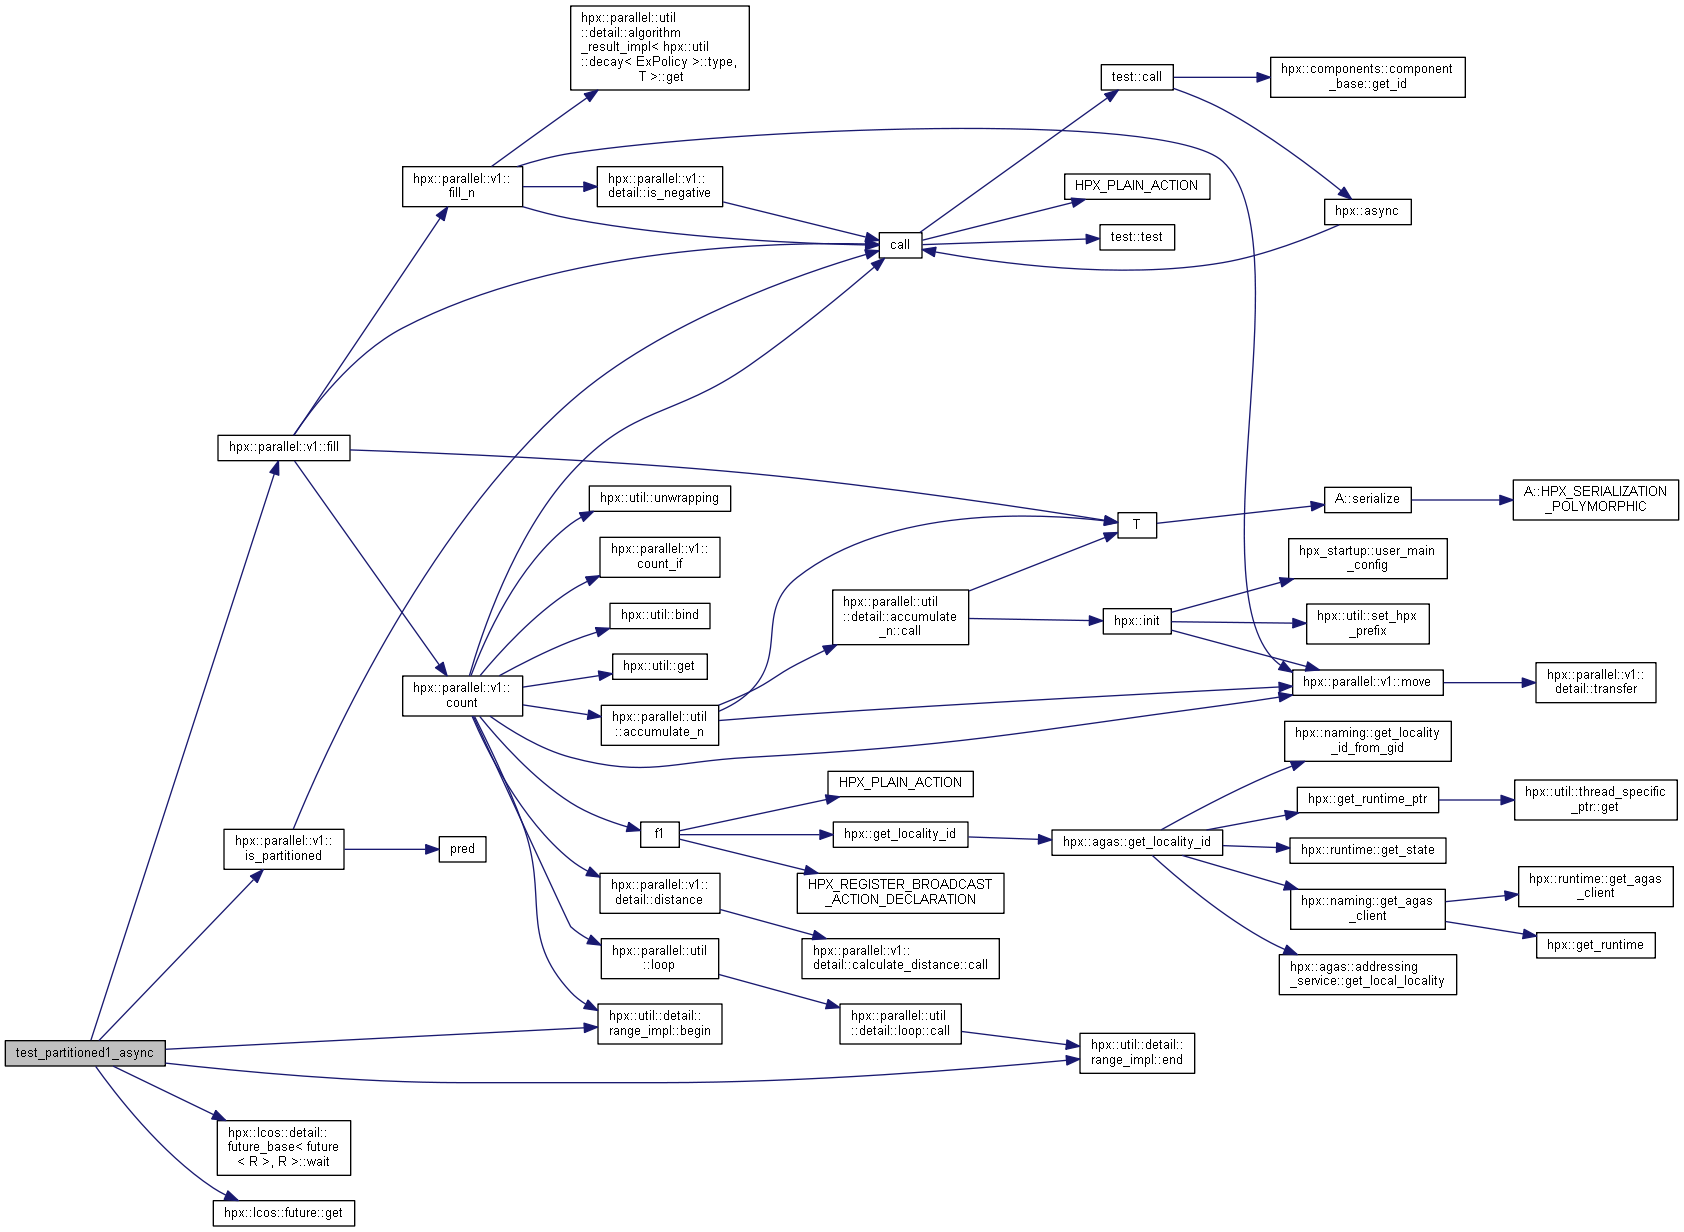 hpx::parallel::util
::detail::algorithm
_result_impl< hpx::util
::decay< ExPolicy >::type,
T >::get
test::call
hpx::components::component
_base::get_id
hpx::parallel::v1::
fill_n
hpx::parallel::v1::
detail::is_negative
HPX_PLAIN_ACTION
hpx::async
call
test::test
hpx::parallel::v1::fill
hpx::util::unwrapping
T
A::serialize
A::HPX_SERIALIZATION
_POLYMORPHIC
hpx::parallel::v1::
count_if
hpx_startup::user_main
_config
hpx::util::bind
hpx::parallel::util
::detail::accumulate
_n::call
hpx::init
hpx::util::set_hpx
_prefix
hpx::util::get
hpx::parallel::v1::
count
hpx::parallel::v1::move
hpx::parallel::v1::
detail::transfer
hpx::parallel::util
::accumulate_n
hpx::naming::get_locality
_id_from_gid
HPX_PLAIN_ACTION
hpx::get_runtime_ptr
hpx::util::thread_specific
_ptr::get
f1
hpx::get_locality_id
hpx::agas::get_locality_id
hpx::parallel::v1::
is_partitioned
pred
hpx::runtime::get_state
HPX_REGISTER_BROADCAST
_ACTION_DECLARATION
hpx::parallel::v1::
detail::distance
hpx::naming::get_agas
_client
hpx::runtime::get_agas
_client
hpx::get_runtime
hpx::parallel::util
::loop
hpx::parallel::v1::
detail::calculate_distance::call
hpx::agas::addressing
_service::get_local_locality
hpx::util::detail::
range_impl::begin
hpx::parallel::util
::detail::loop::call
hpx::util::detail::
range_impl::end
test_partitioned1_async
hpx::lcos::detail::
future_base< future
< R >, R >::wait
hpx::lcos::future::get